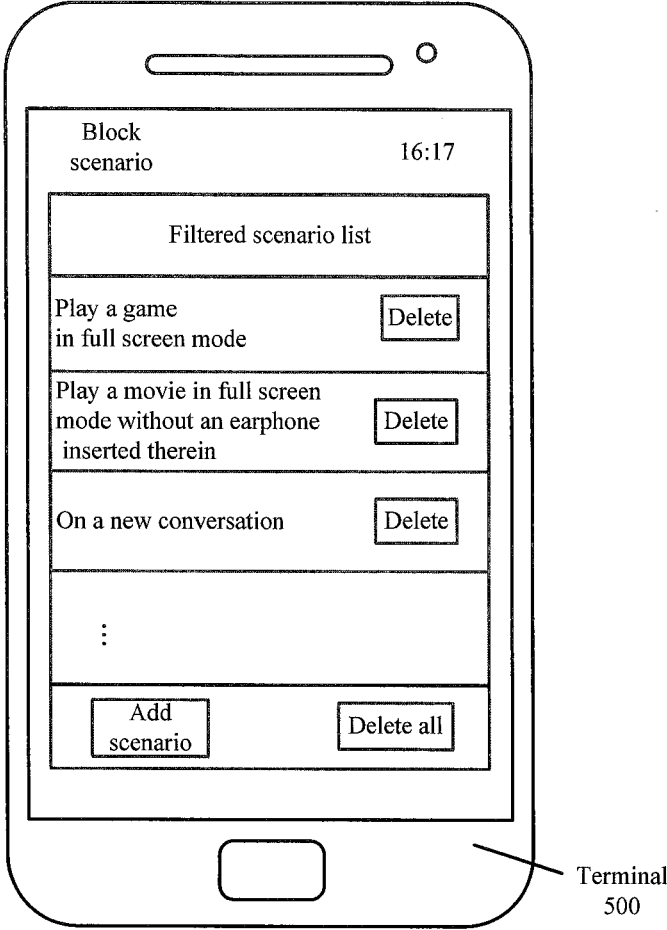 Block
scenario
16:17
Filtered scenario list
Play a game
in full screen mode
Delete
Play a movie in full screen
mode without an earphone
inserted therein
Delete
On a new conversation
Delete
⋮
Add
scenario
Delete all
Terminal
500